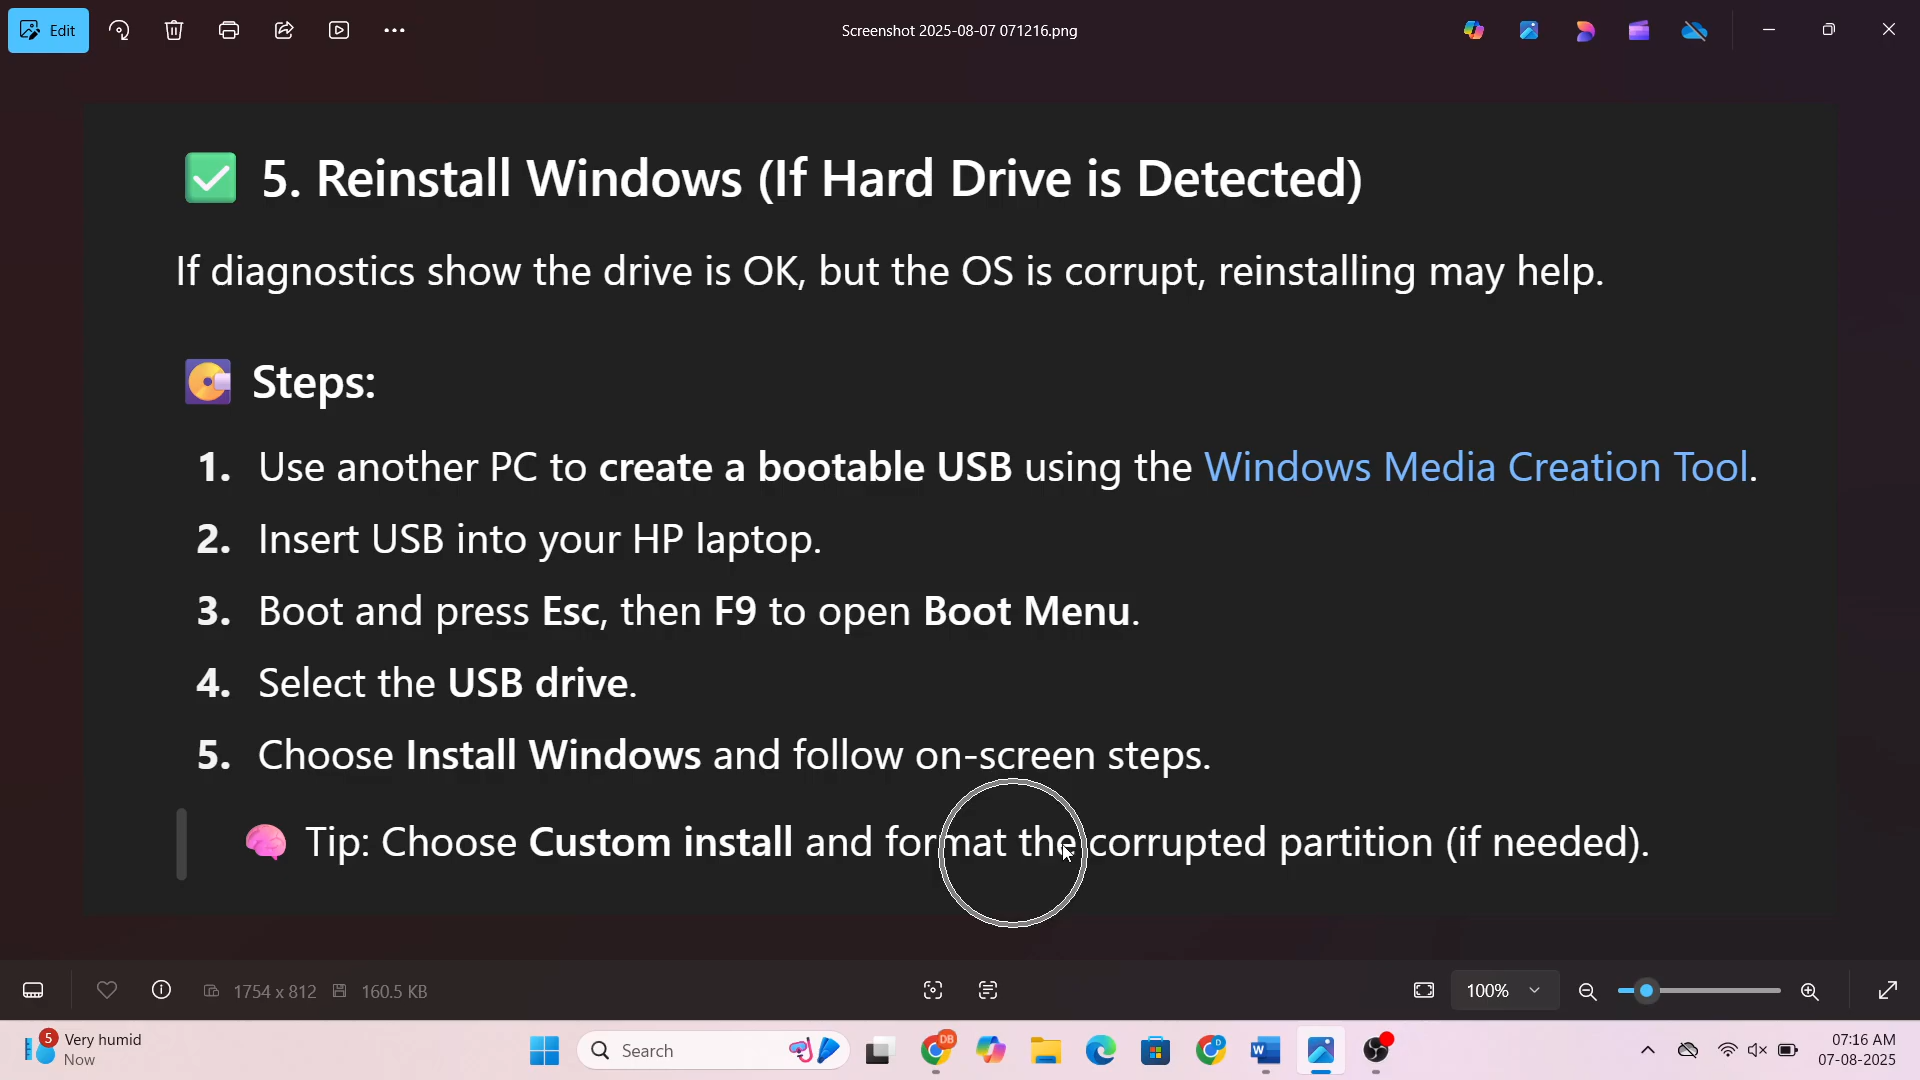 Edit
Screenshot 2025-08-07 071216.png
5. Reinstall Windows (If Hard Drive is Detected)
If diagnostics show the drive is OK, but the OS is corrupt, reinstalling may help.
Steps:
1. Use another PC to create a bootable USB using the Windows Media Creation Tool.
2. Insert USB into your HP laptop.
3. Boot and press Esc, then F9 to open Boot Menu.
4. Select the USB drive.
5. Choose Install Windows and follow on-screen steps.
Tip: Choose Custom install and format the corrupted partition (if needed).
1754 x 812
160.5 KB
100%
5
Very humid
Now
Search
DB
D
W
07:16 AM
07-08-2025